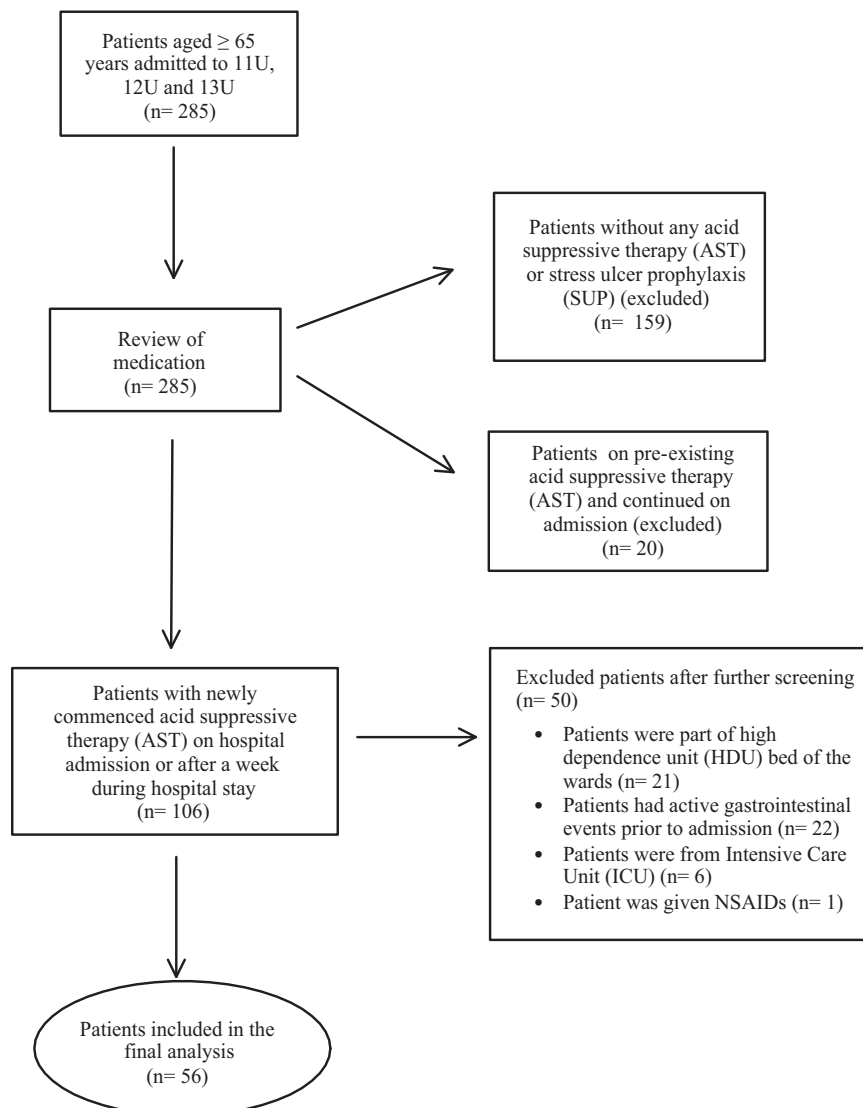 Patients aged ≥ 65
years admitted to 11U,
12U and 13U
(n= 285)
Patients without any acid
suppressive therapy (AST)
or stress ulcer prophylaxis
(SUP) (excluded)
(n= 159)
Review of
medication
(n= 285)
Patients on pre-existing
acid suppressive therapy
(AST) and continued on
admission (excluded)
(n= 20)
Patients with newly
commenced acid suppressive
therapy (AST) on hospital
admission or after a week
during hospital stay
(n= 106)
Excluded patients after further screening
(n= 50)
• Patients were part of high
dependence unit (HDU) bed of the
wards (n= 21)
• Patients had active gastrointestinal
events prior to admission (n= 22)
• Patients were from Intensive Care
Unit (ICU) (n= 6)
• Patient was given NSAIDs (n= 1)
Patients included in the
final analysis
(n= 56)